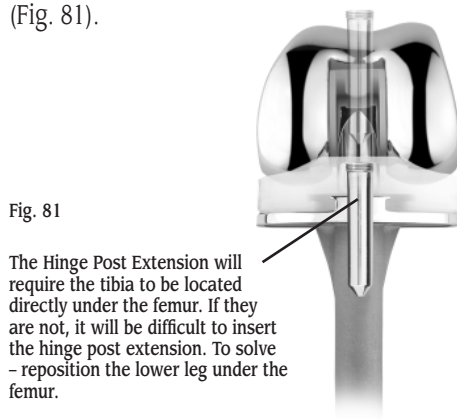 (Fig. 81).
Fig. 81
The Hinge Post Extension will
require the tibia to be located
directly under the femur. If they
are not, it will be difficult to insert
the hinge post extension. To solve
– reposition the lower leg under the
femur.